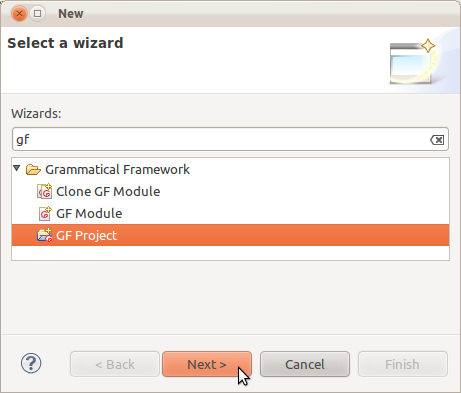 New
Select a wizard
Wizards:
gf
Grammatical Framework
Clone GF Module
GF Module
GF Project
? < Back Next > Cancel Finish